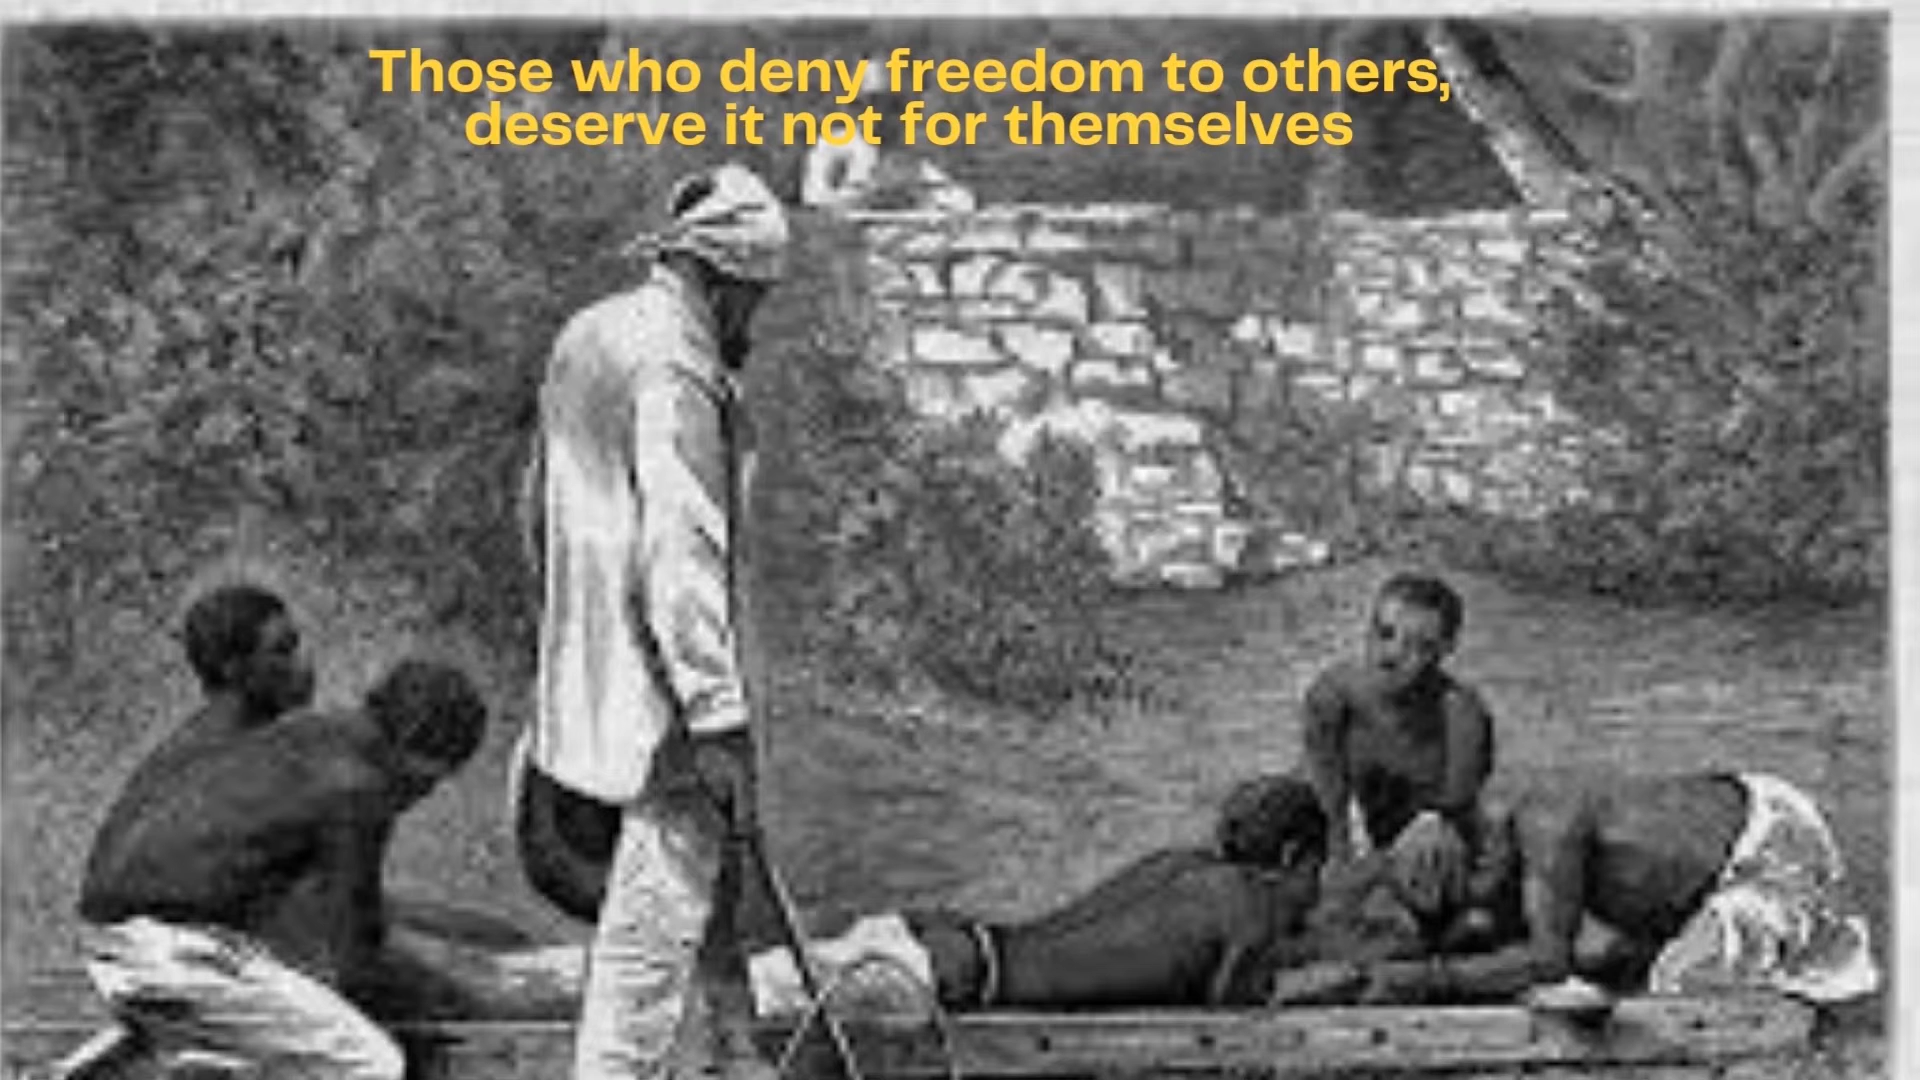 Those who deny freedom to others,
deserve it not for themselves